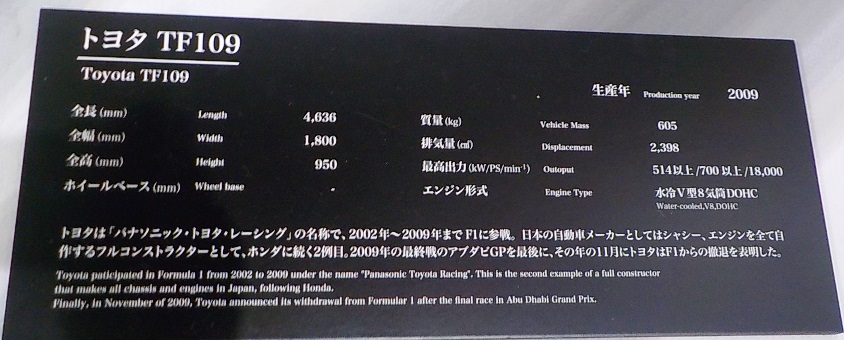 トヨタ TF109
Toyota TF109
生産年 Production year 2009
全長 (mm) Length 4,636
全幅 (mm) Width 1,800
全高 (mm) Height 950
ホイールベース (mm) Wheel base -
質量 (kg) Vehicle Mass 605
排気量 (㎤) Displacement 2,398
最高出力 (kW/PS/min⁻¹) Outoput 514以上/700以上/18,000
エンジン形式 Engine Type 水冷V型8気筒DOHC
Water-cooled,V8,DOHC
トヨタは「パナソニック・トヨタ・レーシング」の名称で、2002年～2009年までF1に参戦。日本の自動車メーカーとしてはシャシー、エンジンを全て自
作するフルコンストラクターとして、ホンダに続く2例目。2009年の最終戦のアブダビGPを最後に、その年の11月にトヨタはF1からの撤退を表明した。
Toyota paticipated in Formula 1 from 2002 to 2009 under the name "Panasonic Toyota Racing". This is the second example of a full constructor
that makes all chassis and engines in Japan, following Honda.
Finally, in November of 2009, Toyota announced its withdrawal from Formular 1 after the final race in Abu Dhabi Grand Prix.